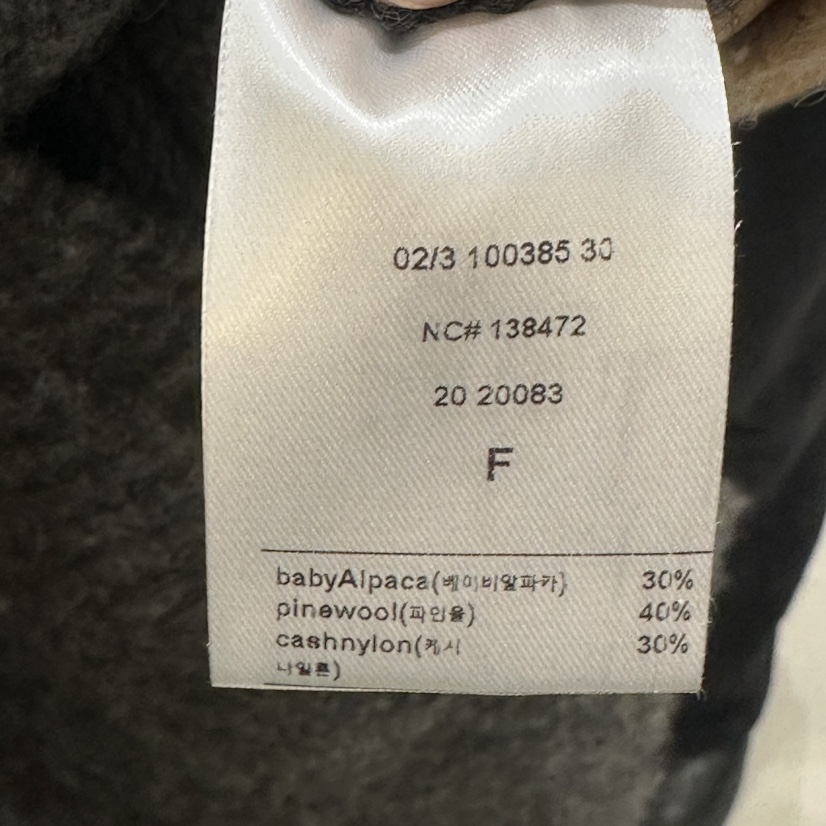 02/3 100385 30
NC# 138472
20 20083
F
babyAlpaca(베이비알파카) 30%
pinewool(파인울) 40%
cashnylon(케시 30%
나일론)